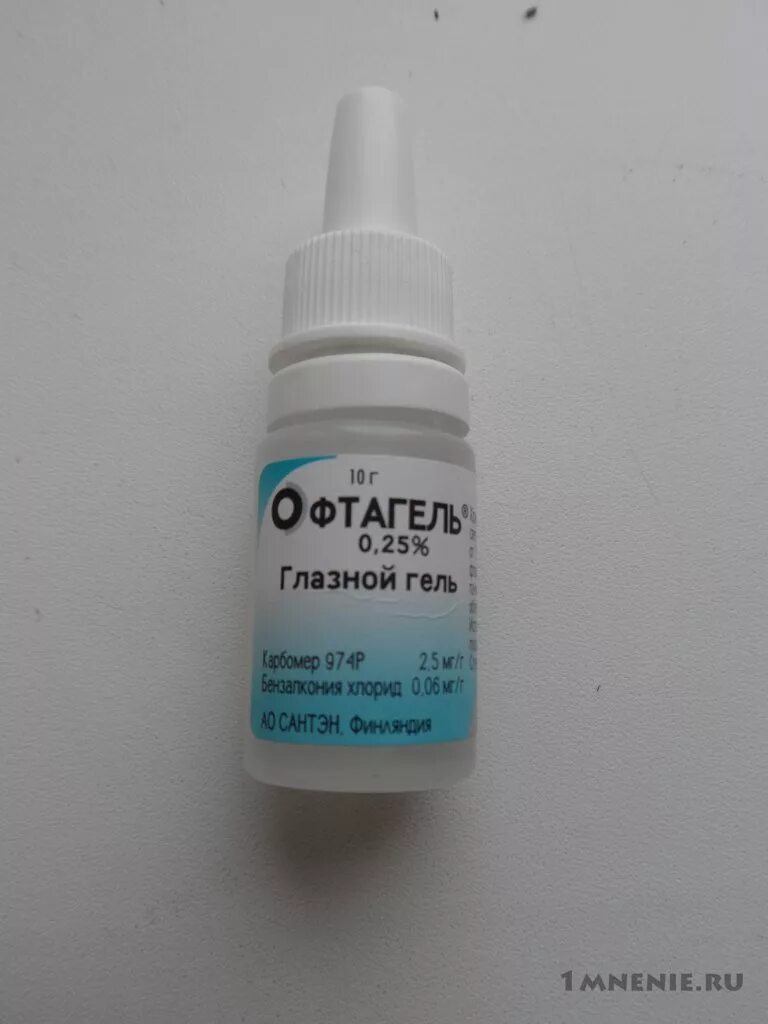 10 г
ОФТАГЕЛЬ®
0,25%
Глазной гель
Карбомер 974Р 2,5 мг/г
Бензалкония хлорид 0,06 мг/г
АО САНТЭН, Финляндия
1MNENIE.RU